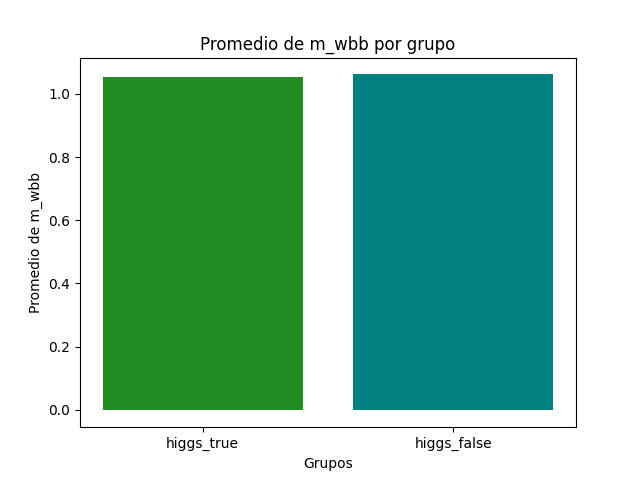 Promedio de m_wbb por grupo
Promedio de m_wbb
1.0
0.8
0.6
0.4
0.2
0.0
higgs_true
higgs_false
Grupos